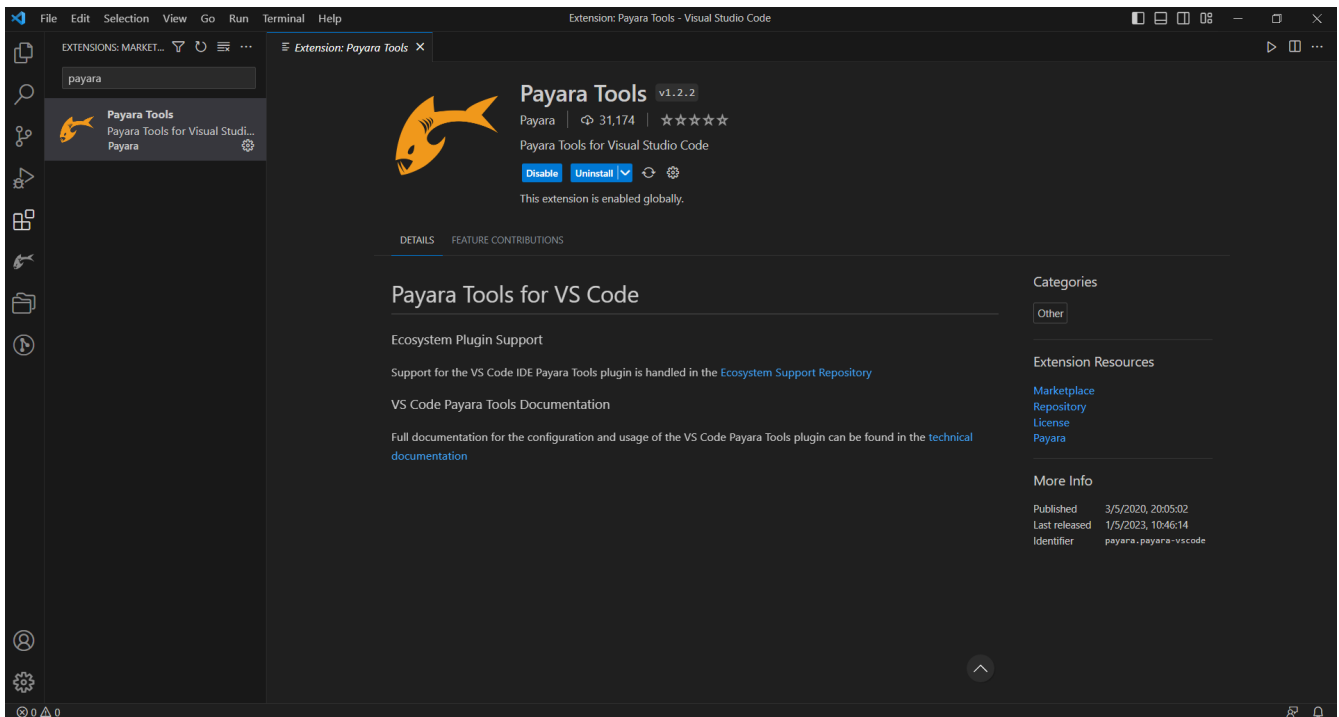 File Edit Selection View Go Run Terminal Help
Extension: Payara Tools - Visual Studio Code
EXTENSIONS: MARKET...
Extension: Payara Tools
payara
Payara Tools
Payara Tools for Visual Studi...
Payara
Payara Tools v1.2.2
Payara 31,174
Payara Tools for Visual Studio Code
Disable Uninstall
This extension is enabled globally.
DETAILS FEATURE CONTRIBUTIONS
Payara Tools for VS Code
Ecosystem Plugin Support
Support for the VS Code IDE Payara Tools plugin is handled in the Ecosystem Support Repository
VS Code Payara Tools Documentation
Full documentation for the configuration and usage of the VS Code Payara Tools plugin can be found in the technical
documentation
Categories
Other
Extension Resources
Marketplace
Repository
License
Payara
More Info
Published 3/5/2020, 20:05:02
Last released 1/5/2023, 10:46:14
Identifier payara.payara-vscode
0 0